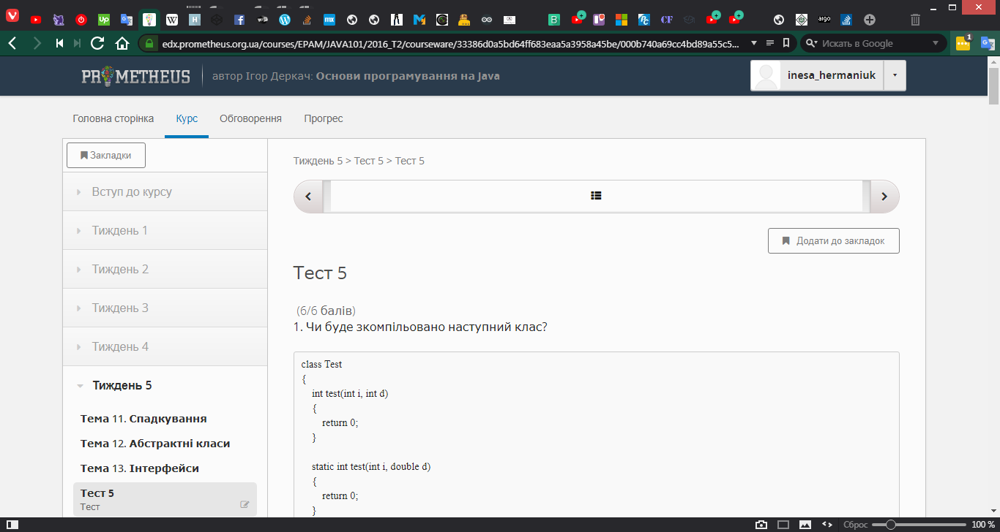 edx.prometheus.org.ua/courses/EPAM/JAVA101/2016_T2/courseware/33386d0a5bd64ff683eaa5a3958a45be/000b740a69cc4bd89a55c5...
Искать в Google
1
PROMETHEUS
автор Ігор Деркач: Основи програмування на Java
inesa_hermaniuk
Головна сторінка
Курс
Обговорення
Прогрес
Закладки
Вступ до курсу
Тиждень 1
Тиждень 2
Тиждень 3
Тиждень 4
Тиждень 5
Тема 11. Спадкування
Тема 12. Абстрактні класи
Тема 13. Інтерфейси
Тест 5
Тест
Тиждень 5 > Тест 5 > Тест 5
Додати до закладок
Тест 5
(6/6 балів)
1. Чи буде зкомпільовано наступний клас?
class Test
{
int test(int i, int d)
{
return 0;
}
static int test(int i, double d)
{
return 0;
}
Сброс
100 %